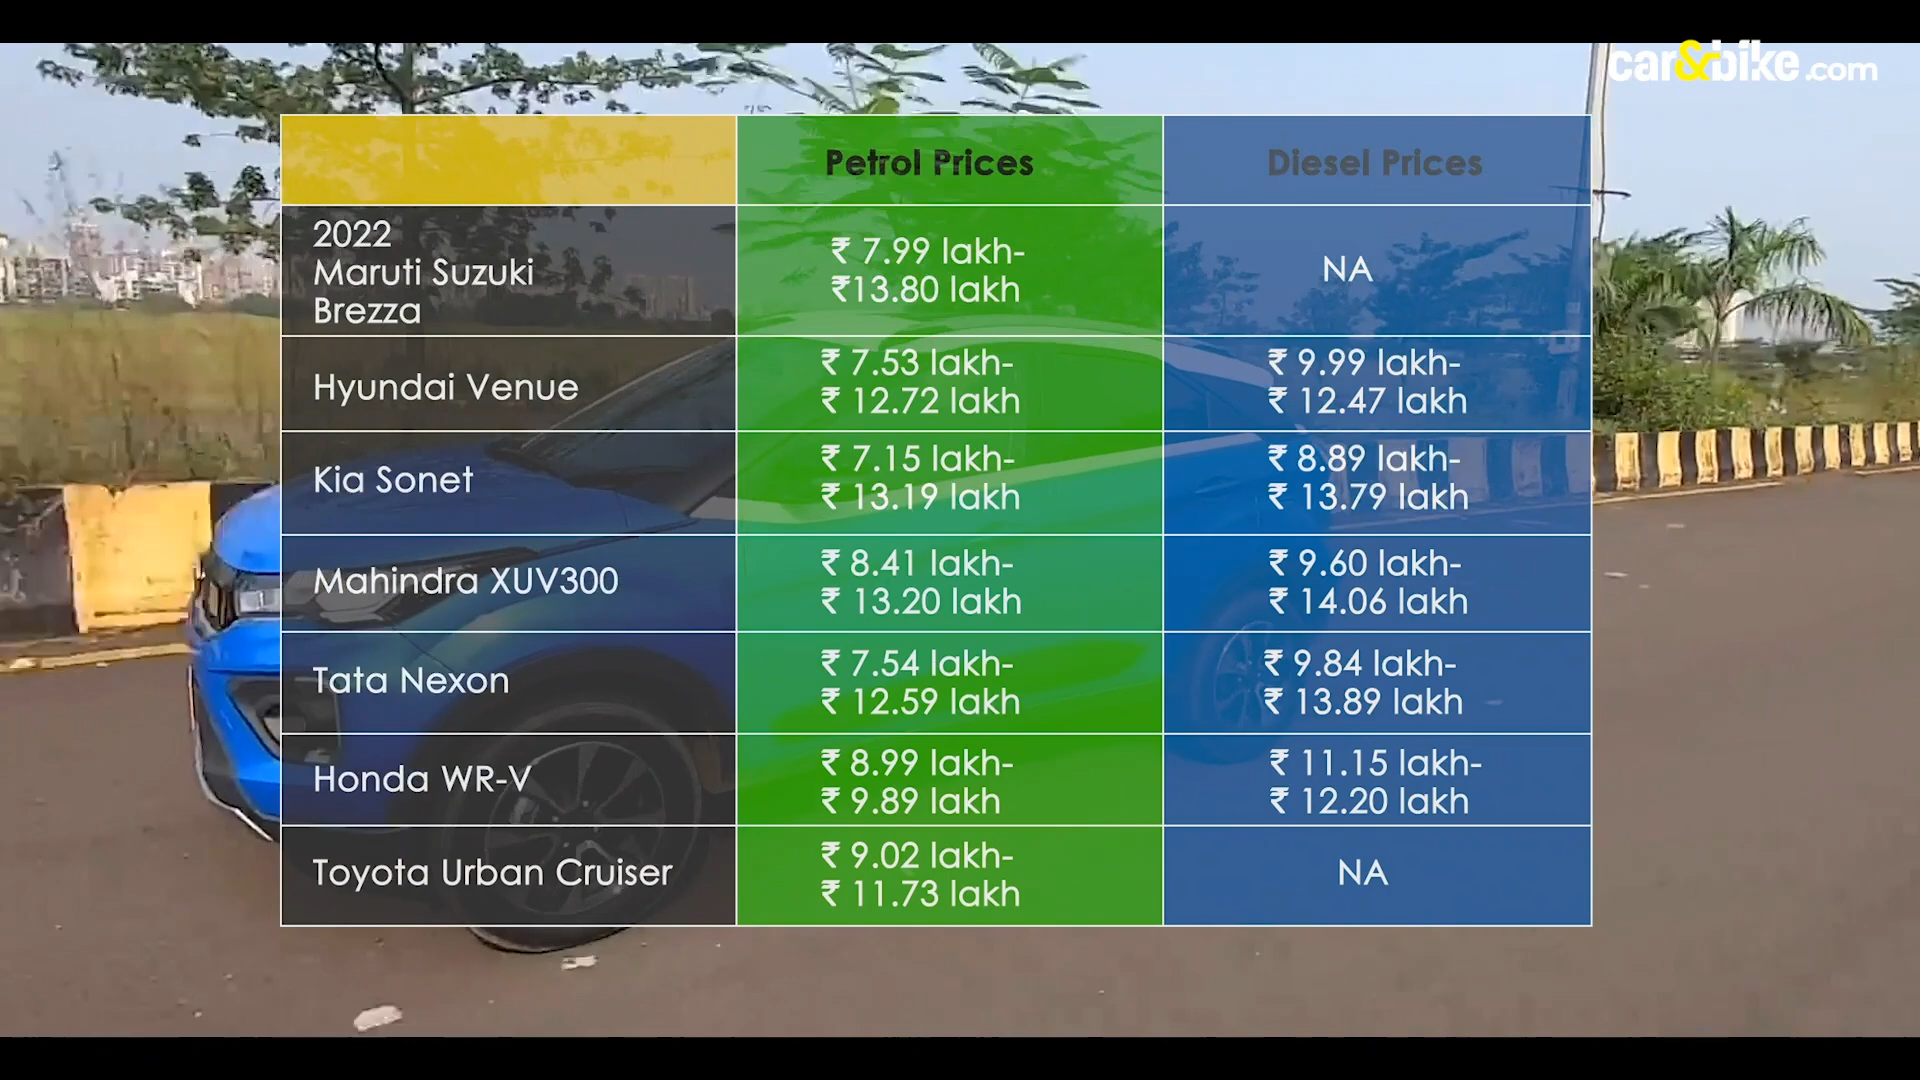 car&bike.com
Petrol Prices
Diesel Prices
2022
Maruti Suzuki
Brezza
₹ 7.99 lakh-
₹13.80 lakh
NA
Hyundai Venue
₹ 7.53 lakh-
₹ 12.72 lakh
₹ 9.99 lakh-
₹ 12.47 lakh
Kia Sonet
₹ 7.15 lakh-
₹ 13.19 lakh
₹ 8.89 lakh-
₹ 13.79 lakh
Mahindra XUV300
₹ 8.41 lakh-
₹ 13.20 lakh
₹ 9.60 lakh-
₹ 14.06 lakh
Tata Nexon
₹ 7.54 lakh-
₹ 12.59 lakh
₹ 9.84 lakh-
₹ 13.89 lakh
Honda WR-V
₹ 8.99 lakh-
₹ 9.89 lakh
₹ 11.15 lakh-
₹ 12.20 lakh
Toyota Urban Cruiser
₹ 9.02 lakh-
₹ 11.73 lakh
NA